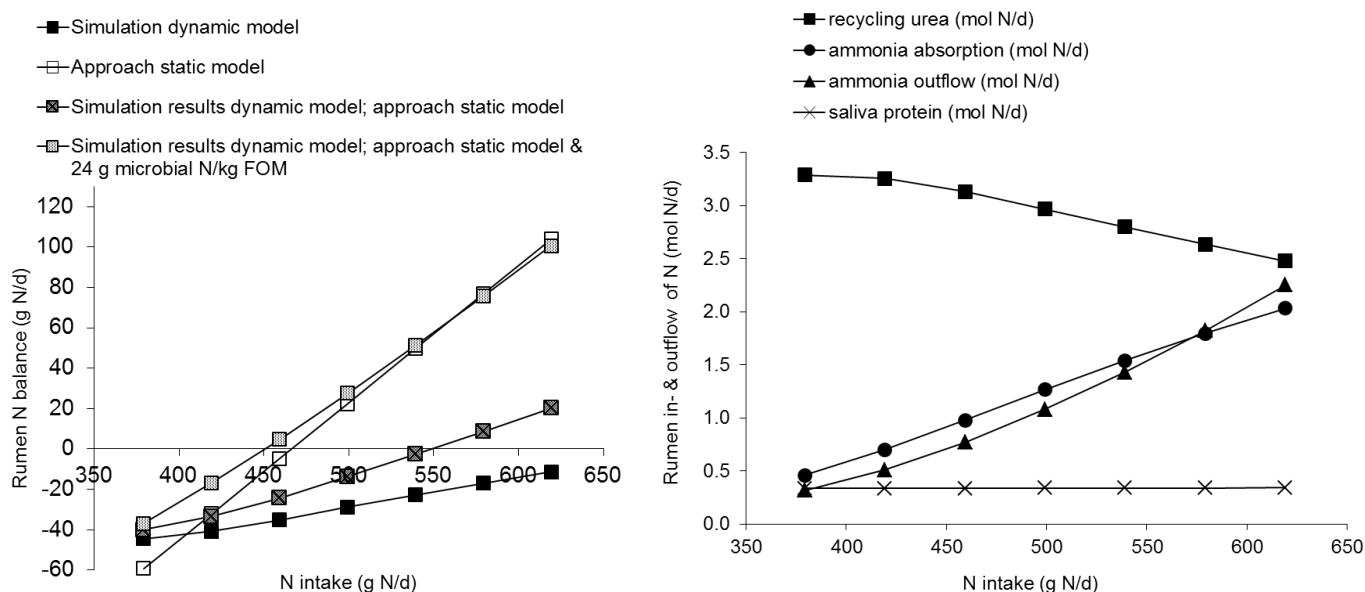 Simulation dynamic model
Approach static model
Simulation results dynamic model; approach static model
Simulation results dynamic model; approach static model &
24 g microbial N/kg FOM
120
100
80
60
40
20
0
-20
-40
-60
350
400
450
500
550
600
650
Rumen N balance (g N/d)
N intake (g N/d)
recycling urea (mol N/d)
ammonia absorption (mol N/d)
ammonia outflow (mol N/d)
saliva protein (mol N/d)
3.5
3.0
2.5
2.0
1.5
1.0
0.5
0.0
350
400
450
500
550
600
650
Rumen in- & outflow of N (mol N/d)
N intake (g N/d)